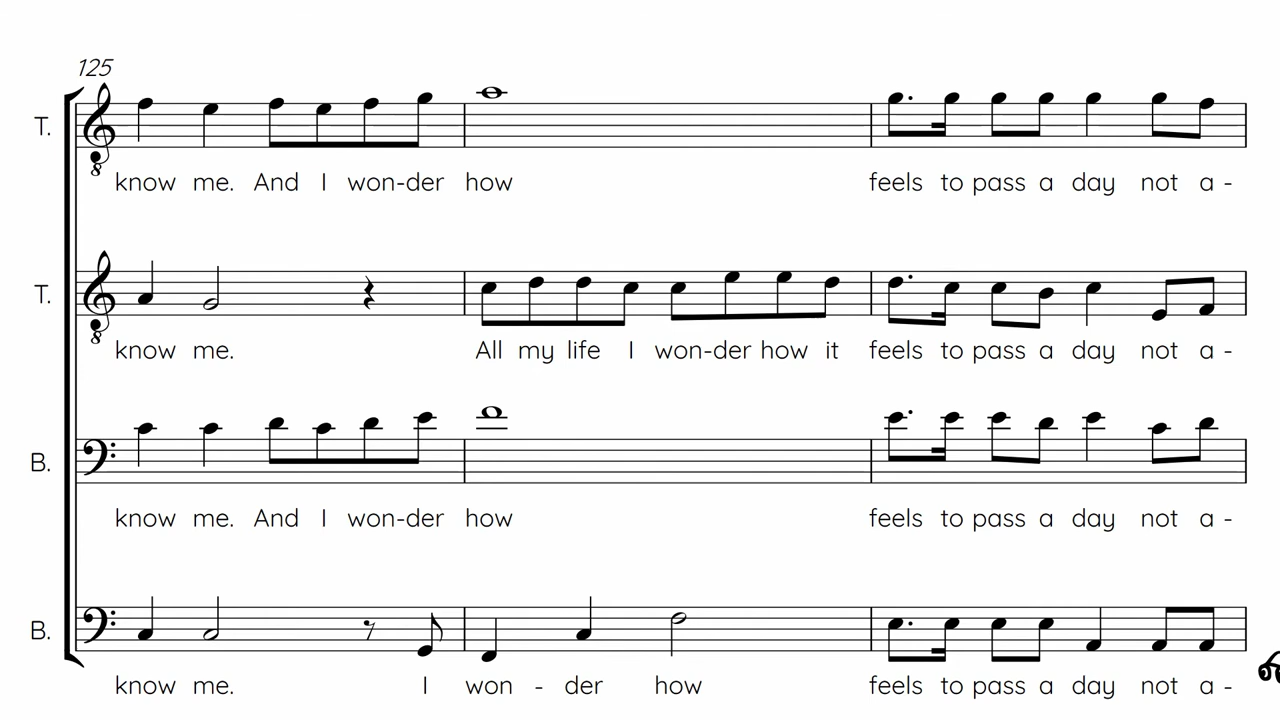 125
T.
know me. And I won-der how feels to pass a day not a -
T.
know me. All my life I won-der how it feels to pass a day not a -
B.
know me. And I won-der how feels to pass a day not a -
B.
know me. I won - der how feels to pass a day not a -